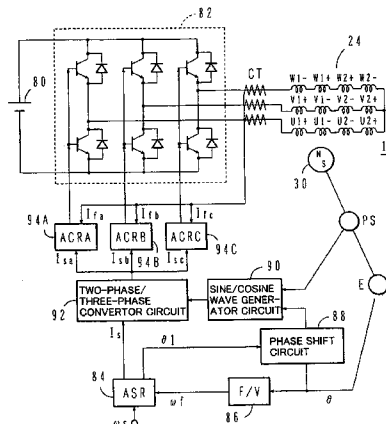 82
80
CT
24
W1- W1+ W2+ W2-
V1+ V1- V2- V2+
U1+ U1- U2- U2+
N
S
30
PS
E
Ifa
Ifb
Ifc
94A
ACRA
ACRB
ACRC
94B
94C
Isa
Isb
Isc
90
TWO-PHASE/
THREE-PHASE
CONVERTOR CIRCUIT
92
SINE/COSINE
WAVE GENER-
ATOR CIRCUIT
88
PHASE SHIFT
CIRCUIT
Is
θ1
84
ASR
ωf
F/V
86
θ